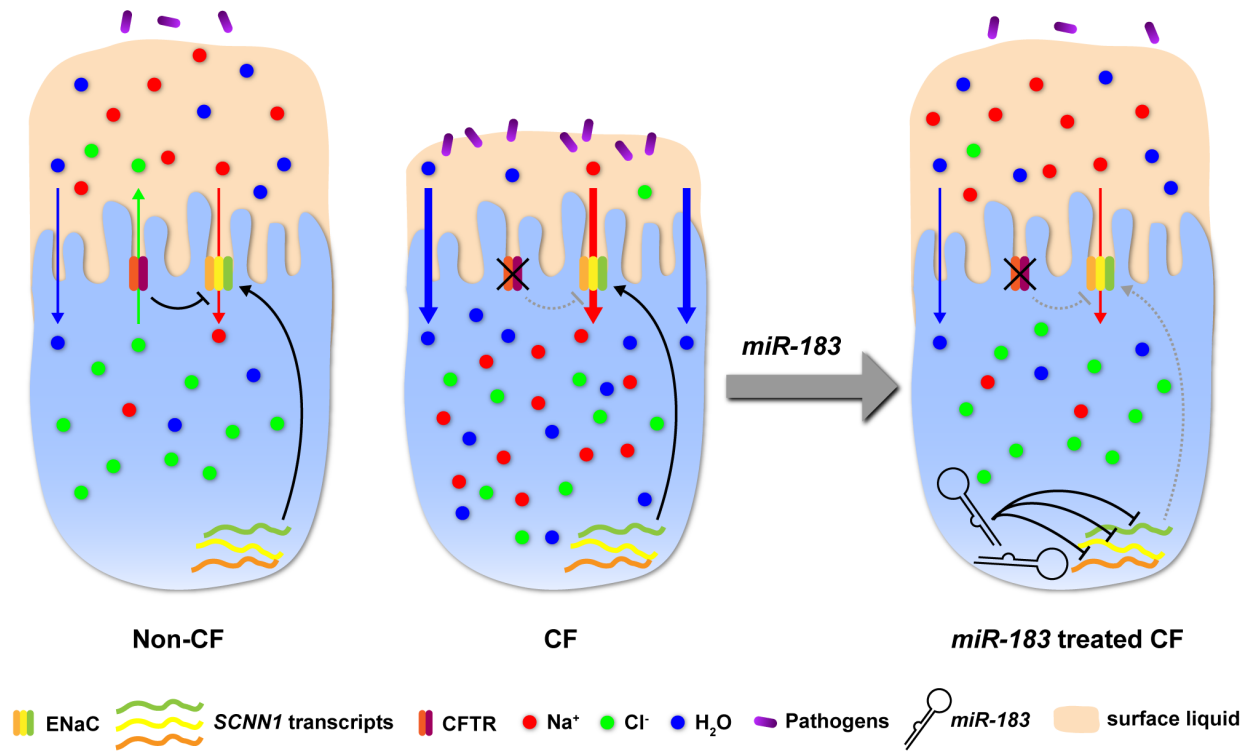 miR-183
Non-CF
CF
miR-183 treated CF
ENaC
SCNN1 transcripts
CFTR
Na⁺
Cl⁻
H₂O
Pathogens
miR-183
surface liquid